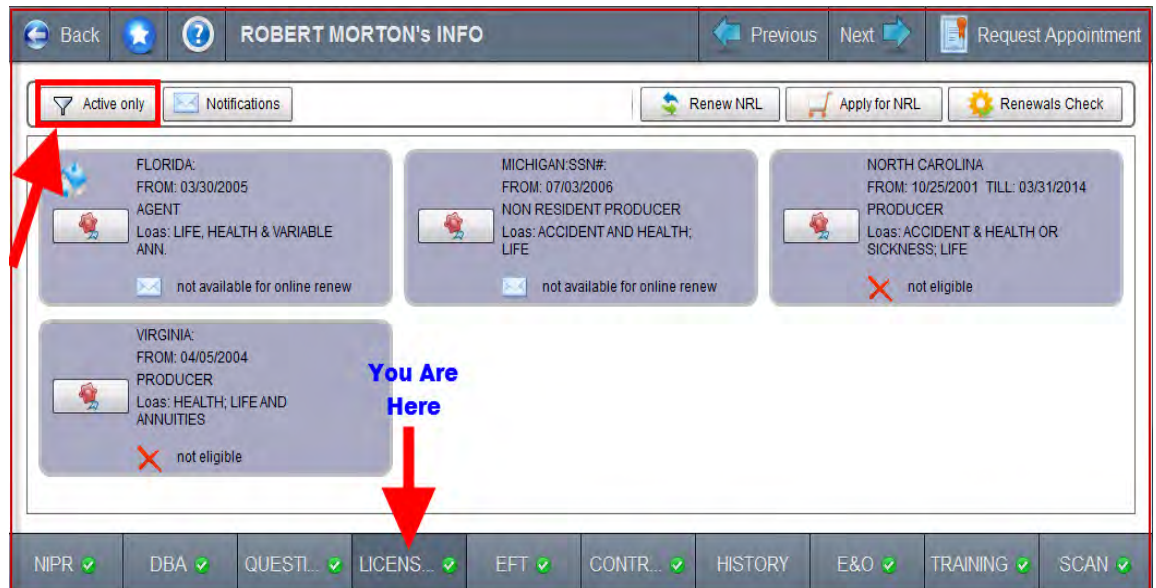 Back ROBERT MORTON's INFO Previous Next Request Appointment
Active only Notifications Renew NRL Apply for NRL Renewals Check
FLORIDA:
FROM: 03/30/2005
AGENT
Loas: LIFE, HEALTH & VARIABLE
ANN.
not available for online renew
MICHIGAN:SSN#:
FROM: 07/03/2006
NON RESIDENT PRODUCER
Loas: ACCIDENT AND HEALTH;
LIFE
not available for online renew
NORTH CAROLINA
FROM: 10/25/2001 TILL: 03/31/2014
PRODUCER
Loas: ACCIDENT & HEALTH OR
SICKNESS; LIFE
not eligible
VIRGINIA:
FROM: 04/05/2004
PRODUCER
Loas: HEALTH; LIFE AND
ANNUITIES
not eligible
You Are
Here
NIPR DBA QUESTI... LICENS... EFT CONTR... HISTORY E&O TRAINING SCAN